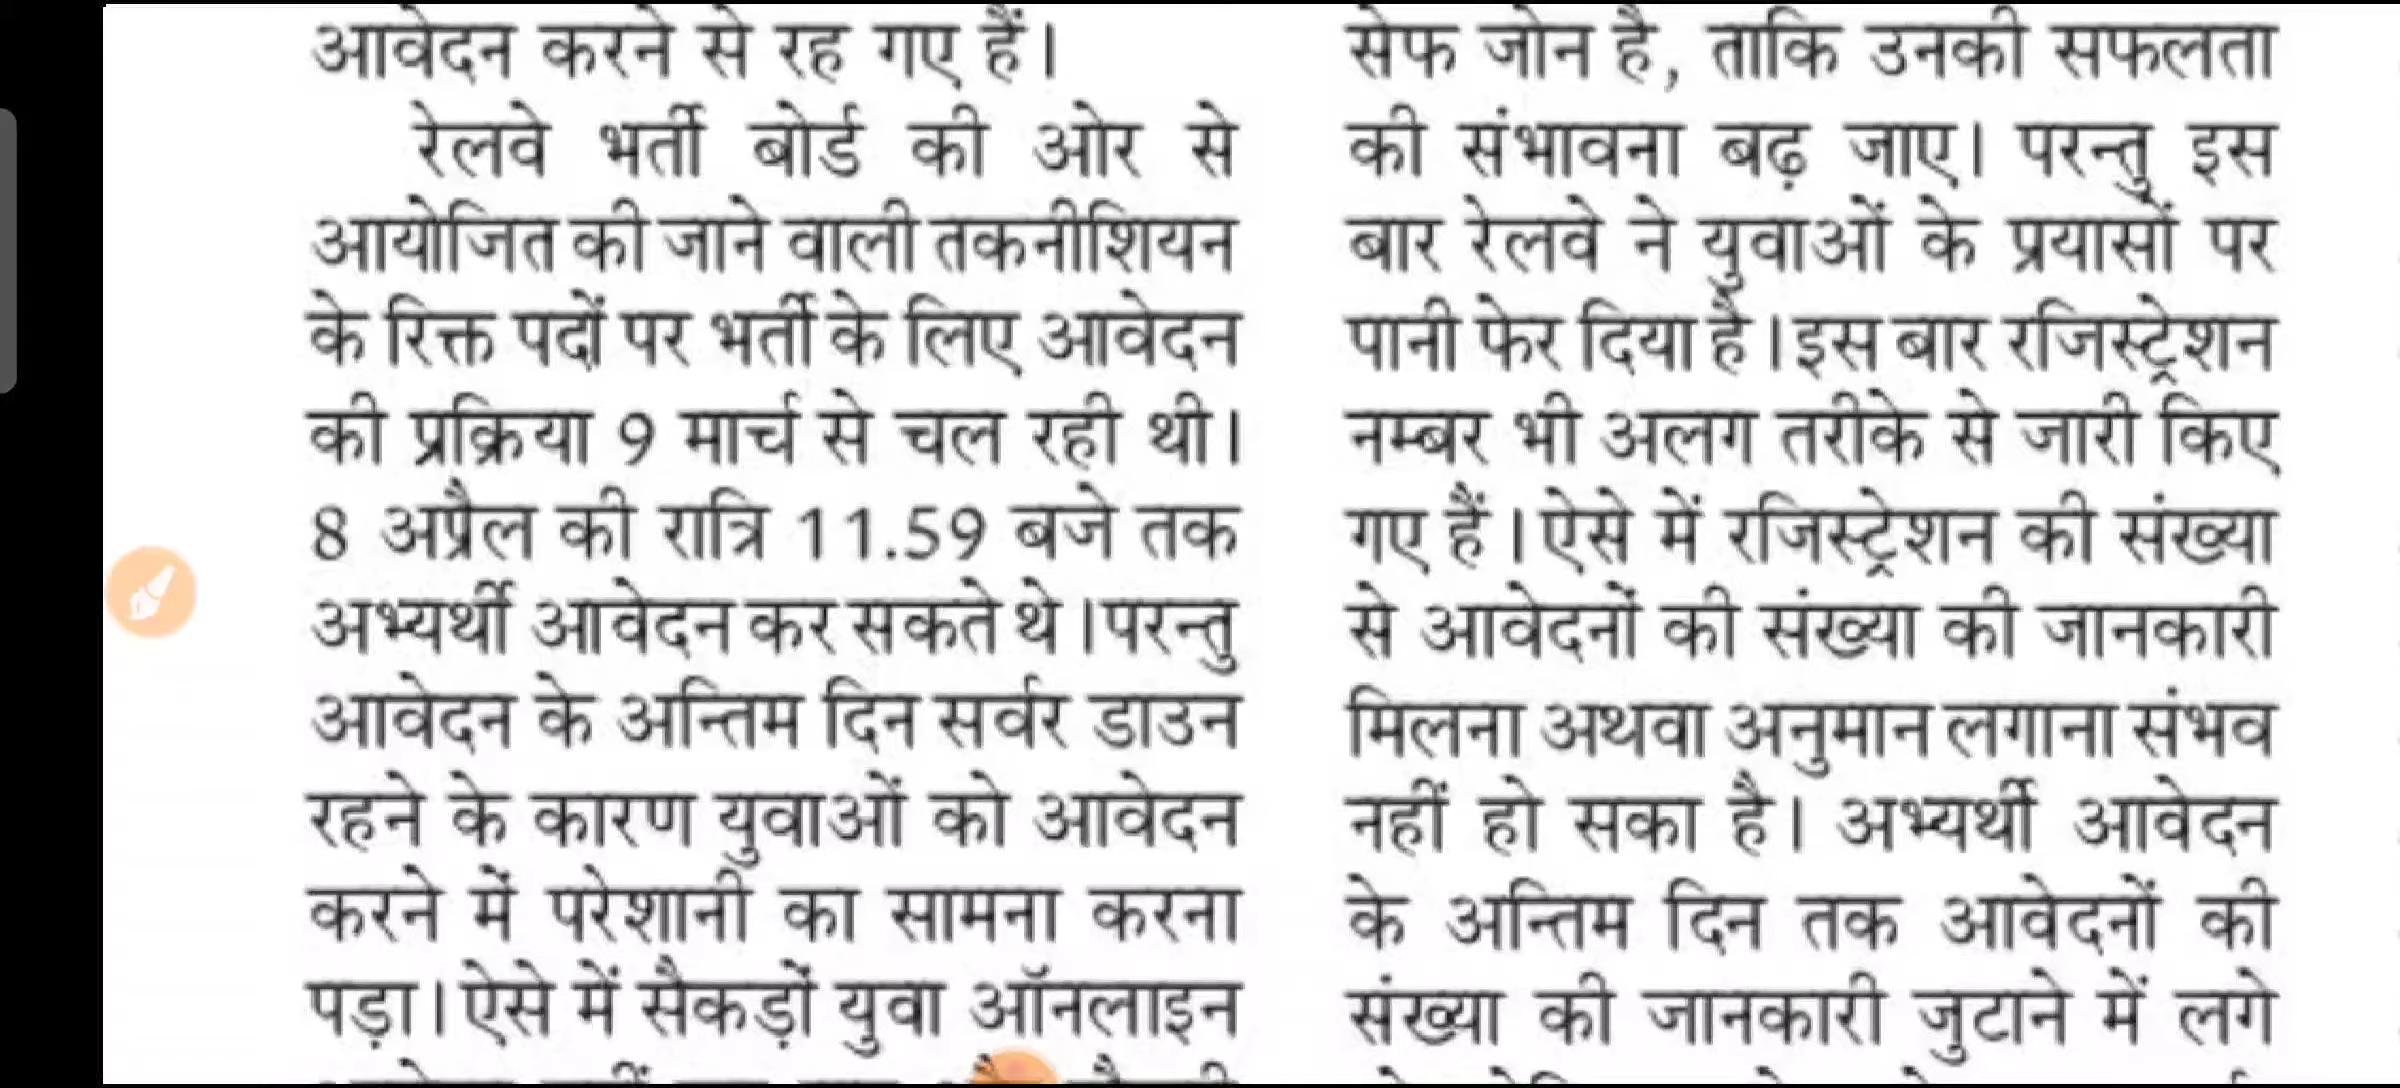 आवेदन करने से रह गए हैं।
रेलवे भर्ती बोर्ड की ओर से
आयोजित की जाने वाली तकनीशियन
के रिक्त पदों पर भर्ती के लिए आवेदन
की प्रक्रिया 9 मार्च से चल रही थी।
8 अप्रैल की रात्रि 11.59 बजे तक
अभ्यर्थी आवेदन कर सकते थे। परन्तु
आवेदन के अन्तिम दिन सर्वर डाउन
रहने के कारण युवाओं को आवेदन
करने में परेशानी का सामना करना
पड़ा। ऐसे में सैकड़ों युवा ऑनलाइन
सेफ जोन है, ताकि उनकी सफलता
की संभावना बढ़ जाए। परन्तु इस
बार रेलवे ने युवाओं के प्रयासों पर
पानी फेर दिया है। इस बार रजिस्ट्रेशन
नम्बर भी अलग तरीके से जारी किए
गए हैं। ऐसे में रजिस्ट्रेशन की संख्या
से आवेदनों की संख्या की जानकारी
मिलना अथवा अनुमान लगाना संभव
नहीं हो सका है। अभ्यर्थी आवेदन
के अन्तिम दिन तक आवेदनों की
संख्या की जानकारी जुटाने में लगे